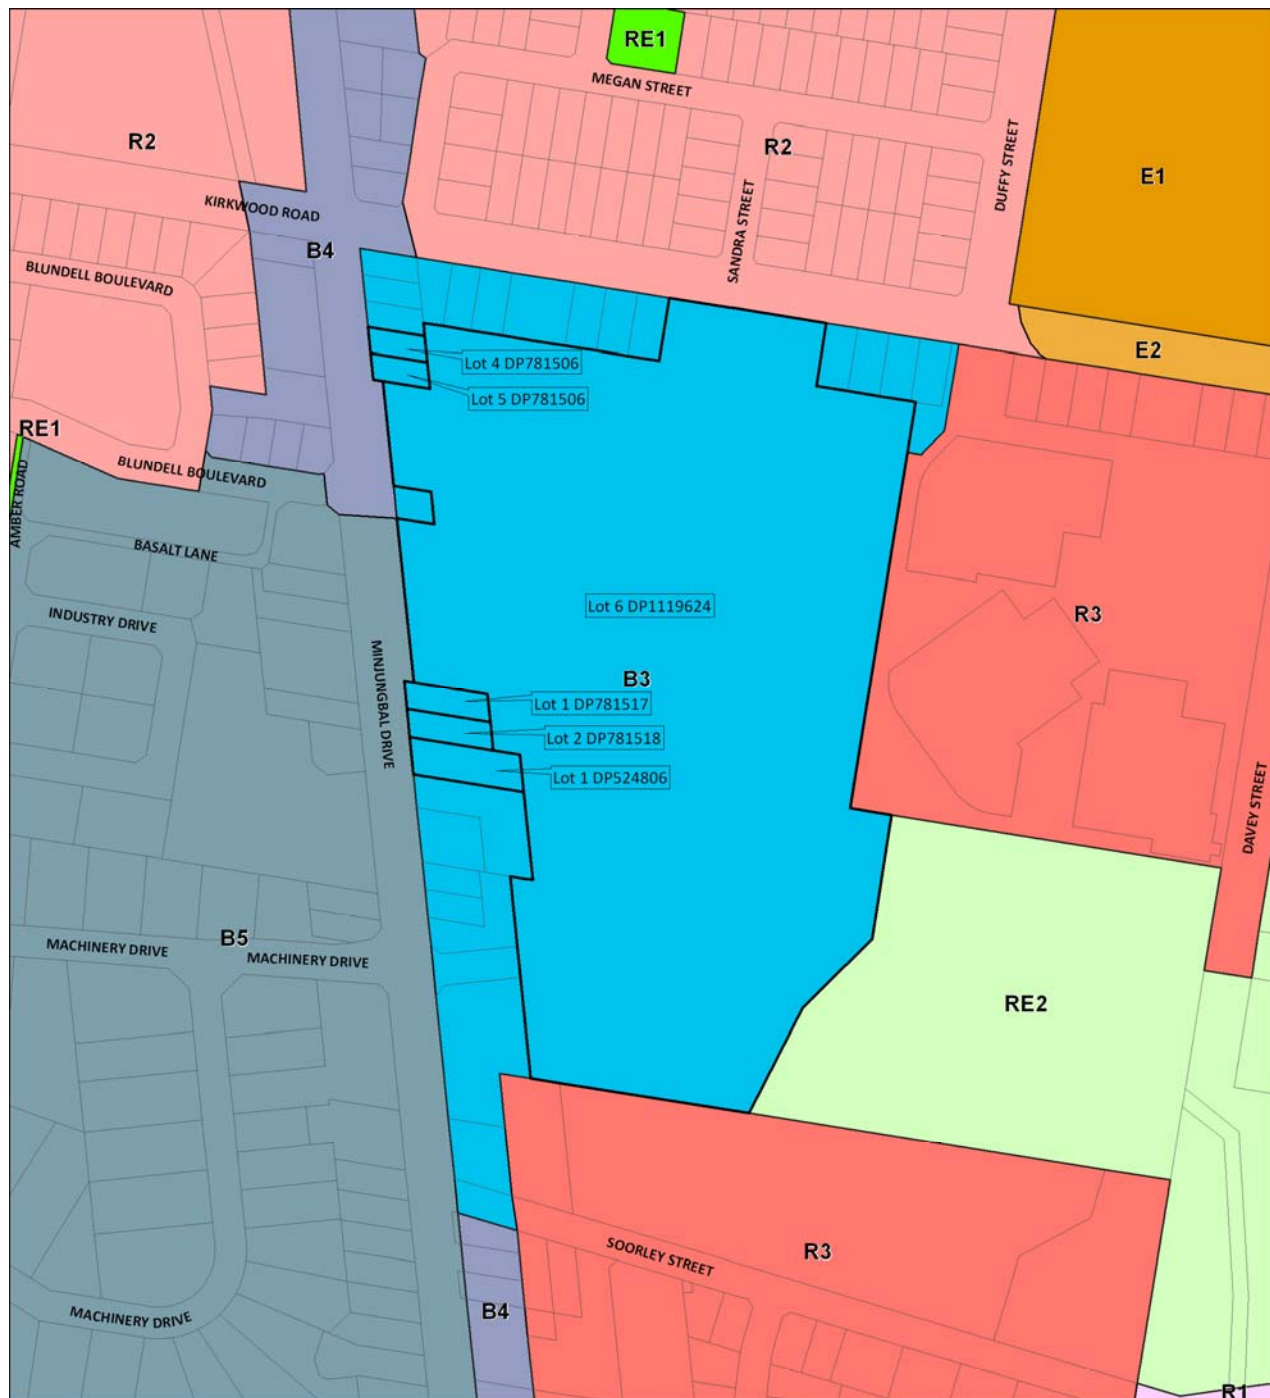 RE1
MEGAN STREET
R2
R2
DUFFY STREET
E1
KIRKWOOD ROAD
SANDRA STREET
B4
BLUNDELL BOULEVARD
E2
Lot 4 DP781506
Lot 5 DP781506
RE1
BLUNDELL BOULEVARD
AMBER ROAD
BASALT LANE
Lot 6 DP1119624
INDUSTRY DRIVE
R3
MINJUNGBAL DRIVE
B3
Lot 1 DP781517
Lot 2 DP781518
Lot 1 DP524806
DAVEY STREET
B5
MACHINERY DRIVE
MACHINERY DRIVE
RE2
SOORLEY STREET
R3
B4
MACHINERY DRIVE
R1